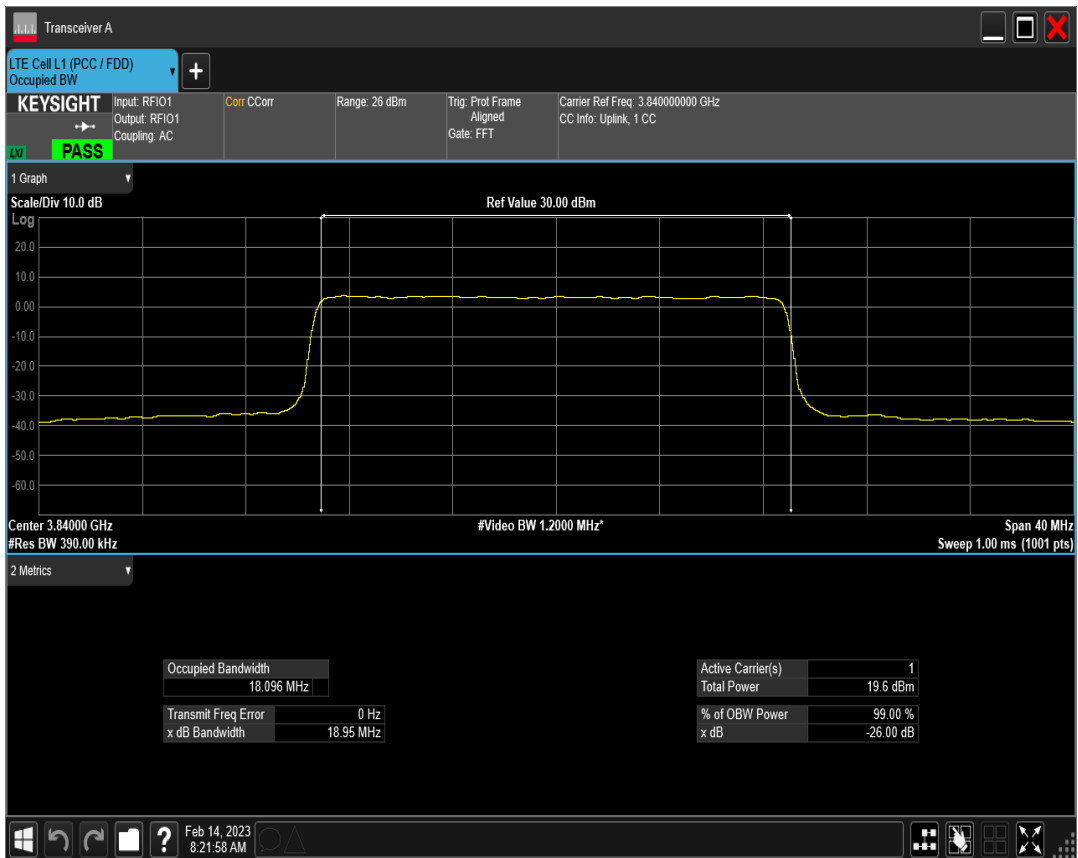 Transceiver A
LTE Cell L1 (PCC / FDD)
Occupied BW
+
KEYSIGHT
LXI
PASS
Input: RFIO1
Output: RFIO1
Coupling: AC
Corr CCorr
Range: 26 dBm
Trig: Prot Frame
Aligned
Gate: FFT
Carrier Ref Freq: 3.840000000 GHz
CC Info: Uplink, 1 CC
1 Graph
Scale/Div 10.0 dB
Ref Value 30.00 dBm
Log
20.0
10.0
0.00
-10.0
-20.0
-30.0
-40.0
-50.0
-60.0
Center 3.84000 GHz
#Video BW 1.2000 MHz*
Span 40 MHz
#Res BW 390.00 kHz
Sweep 1.00 ms (1001 pts)
2 Metrics
Occupied Bandwidth
18.096 MHz
Transmit Freq Error 0 Hz
x dB Bandwidth 18.95 MHz
Active Carrier(s) 1
Total Power 19.6 dBm
% of OBW Power 99.00 %
x dB -26.00 dB
?
Feb 14, 2023
8:21:58 AM